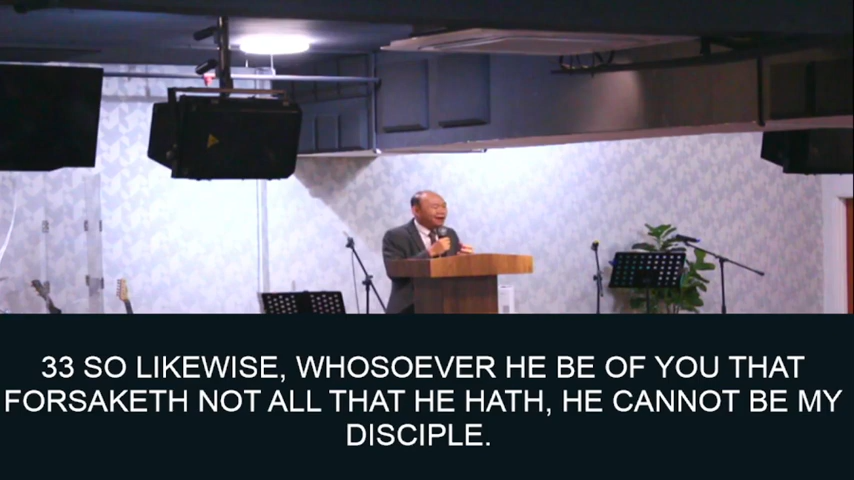 33 SO LIKEWISE, WHOSOEVER HE BE OF YOU THAT
FORSAKETH NOT ALL THAT HE HATH, HE CANNOT BE MY
DISCIPLE.